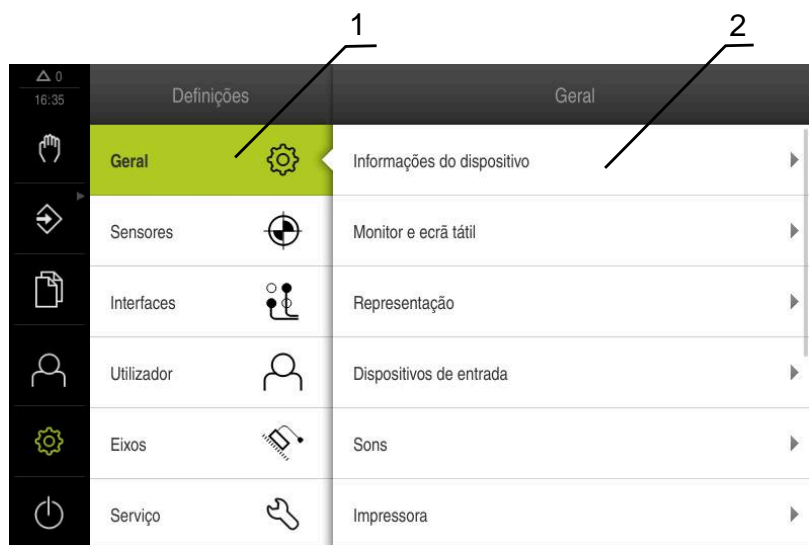 1
2
0
16:35
Definições
Geral
Geral
Informações do dispositivo
Sensores
Monitor e ecrã tátil
Interfaces
Representação
Utilizador
Dispositivos de entrada
Eixos
Sons
Serviço
Impressora